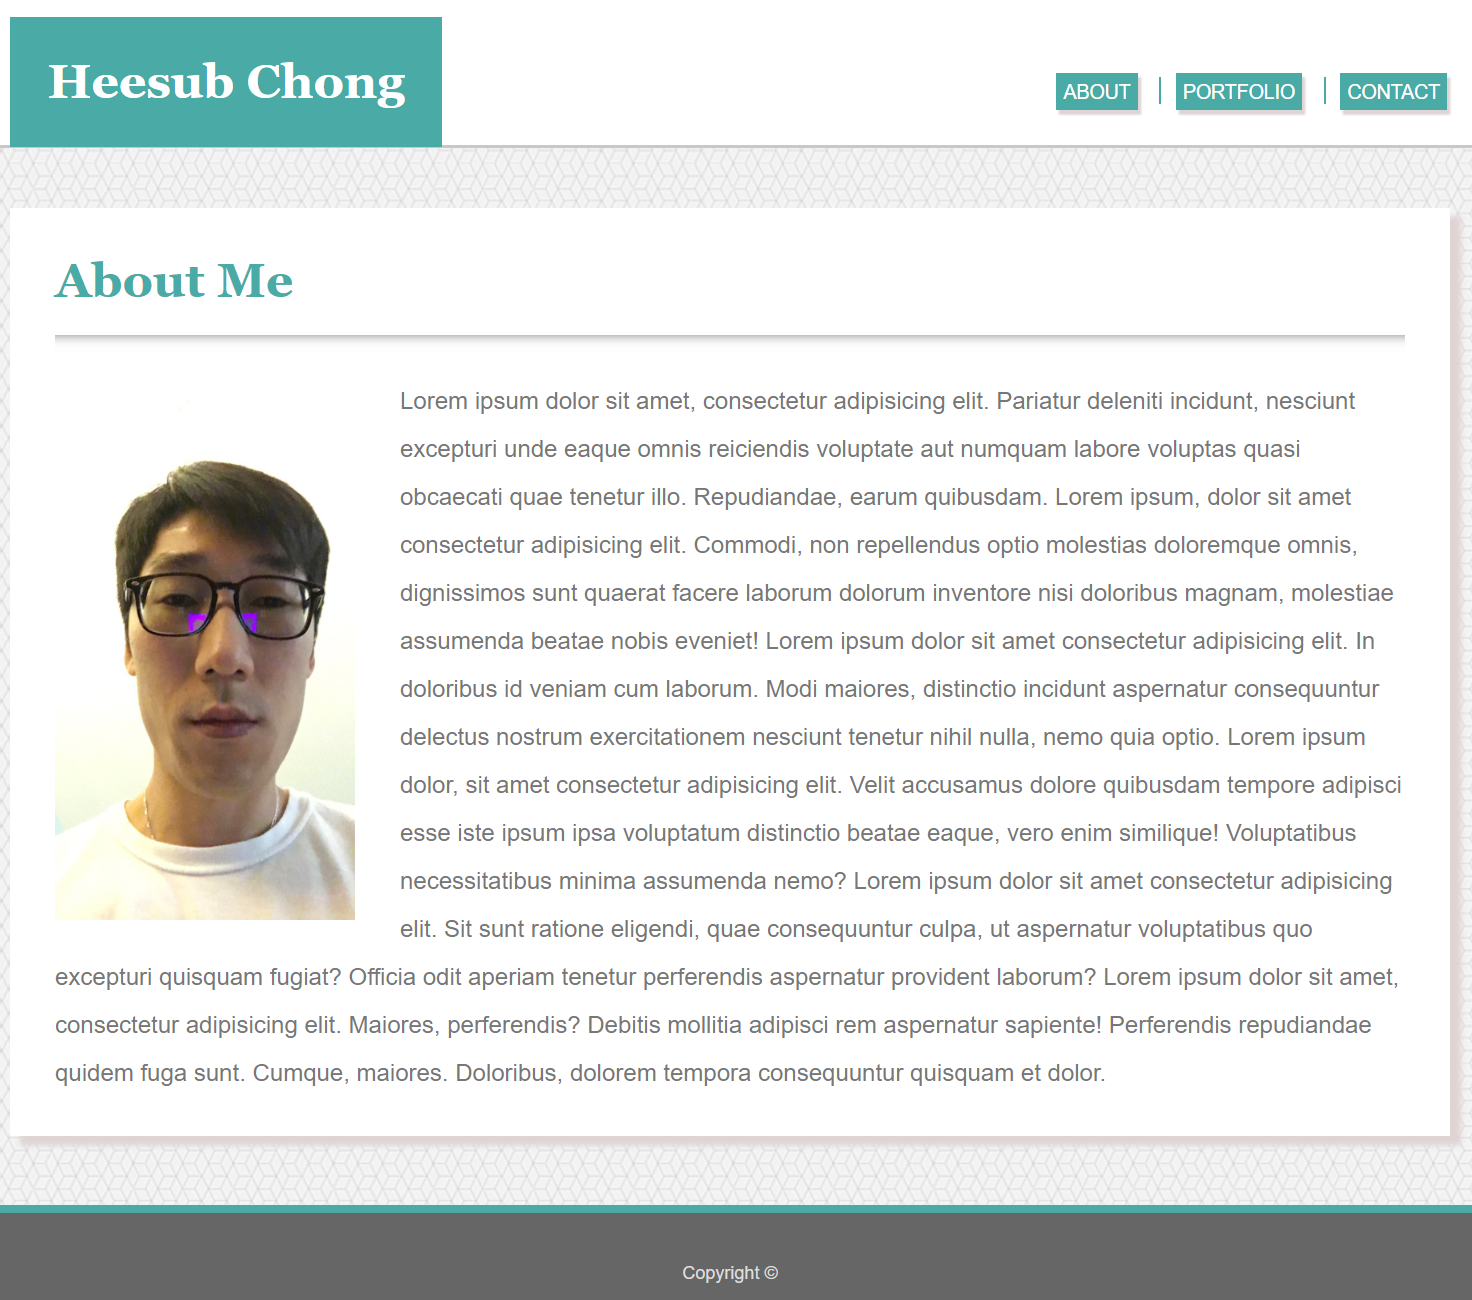 Heesub Chong
ABOUT
PORTFOLIO
CONTACT
About Me
Lorem ipsum dolor sit amet, consectetur adipisicing elit. Pariatur deleniti incidunt, nesciunt
excepturi unde eaque omnis reiciendis voluptate aut numquam labore voluptas quasi
obcaecati quae tenetur illo. Repudiandae, earum quibusdam. Lorem ipsum, dolor sit amet
consectetur adipisicing elit. Commodi, non repellendus optio molestias doloremque omnis,
dignissimos sunt quaerat facere laborum dolorum inventore nisi doloribus magnam, molestiae
assumenda beatae nobis eveniet! Lorem ipsum dolor sit amet consectetur adipisicing elit. In
doloribus id veniam cum laborum. Modi maiores, distinctio incidunt aspernatur consequuntur
delectus nostrum exercitationem nesciunt tenetur nihil nulla, nemo quia optio. Lorem ipsum
dolor, sit amet consectetur adipisicing elit. Velit accusamus dolore quibusdam tempore adipisci
esse iste ipsum ipsa voluptatum distinctio beatae eaque, vero enim similique! Voluptatibus
necessitatibus minima assumenda nemo? Lorem ipsum dolor sit amet consectetur adipisicing
elit. Sit sunt ratione eligendi, quae consequuntur culpa, ut aspernatur voluptatibus quo
excepturi quisquam fugiat? Officia odit aperiam tenetur perferendis aspernatur provident laborum? Lorem ipsum dolor sit amet,
consectetur adipisicing elit. Maiores, perferendis? Debitis mollitia adipisci rem aspernatur sapiente! Perferendis repudiandae
quidem fuga sunt. Cumque, maiores. Doloribus, dolorem tempora consequuntur quisquam et dolor.
Copyright ©